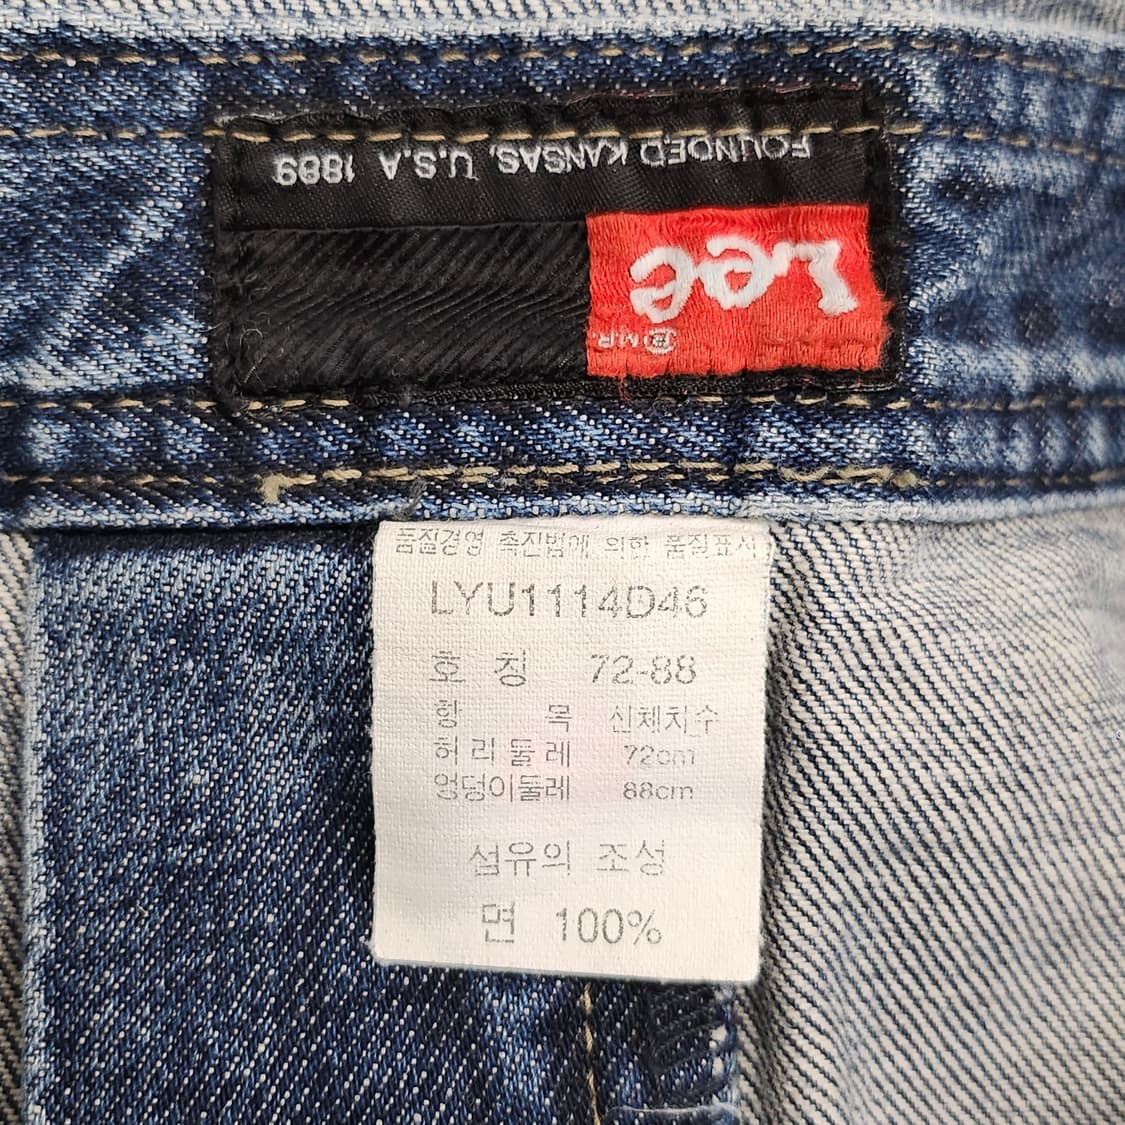 FOUNDED KANSAS, U.S.A 1889
Lee
® M.R.
품질경영 촉진법에 의한 품질표시
LYU1114D46
호 칭 72-88
항 목 신체치수
허리둘레 72cm
엉덩이둘레 88cm
섬유의 조성
면 100%